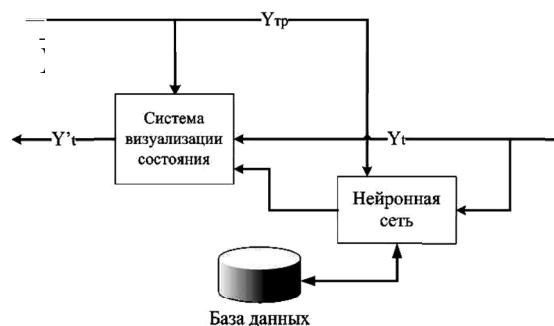 Yтр
Система
визуализации
состояния
Y't
Yt
Нейронная
сеть
База данных